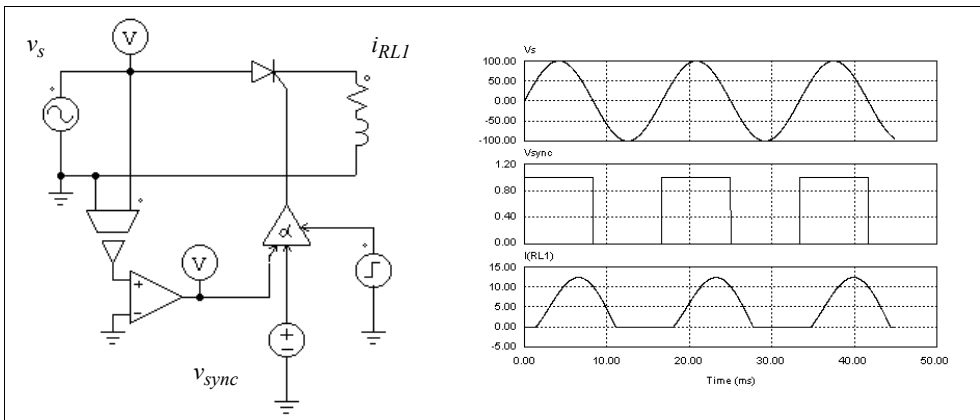 v_s
V
i_RL1
+
−
V
α
+
−
v_sync
Vs
100.00
50.00
0.00
-50.00
-100.00
Vsync
1.20
0.80
0.40
0.00
I(RL1)
15.00
10.00
5.00
0.00
-5.00
0.00 10.00 20.00 30.00 40.00 50.00
Time (ms)